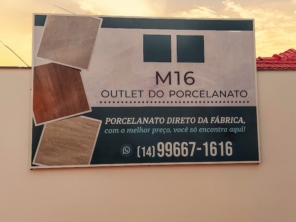 M16
OUTLET DO PORCELANATO
PORCELANATO DIRETO DA FÁBRICA,
com o melhor preço, você só encontra aqui!
(14) 99667-1616